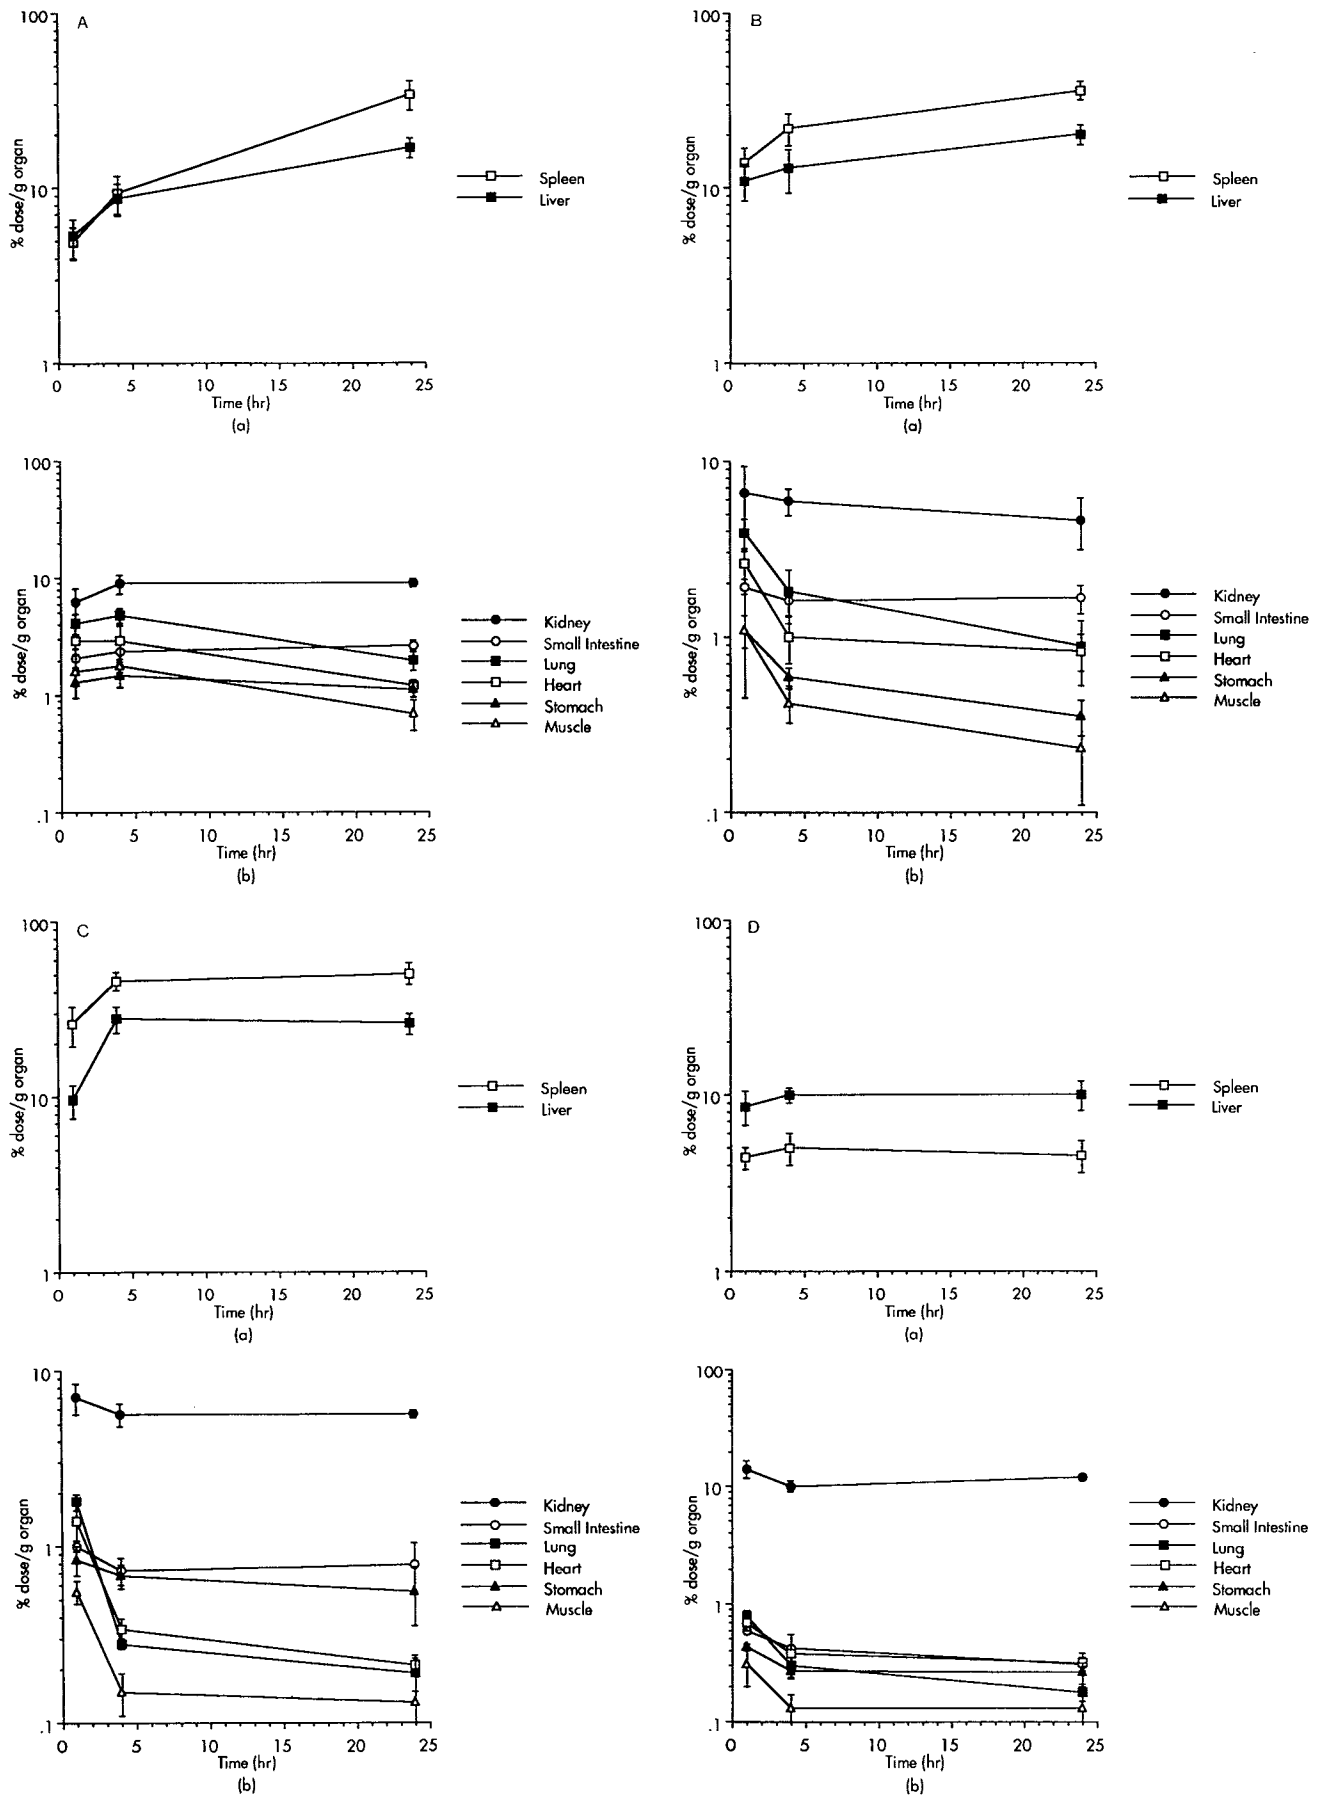 A
100
10
1
% dose/g organ
0 5 10 15 20 25
Time (hr)
(a)
Spleen
Liver
B
100
10
1
% dose/g organ
0 5 10 15 20 25
Time (hr)
(a)
Spleen
Liver
100
10
1
.1
% dose/g organ
0 5 10 15 20 25
Time (hr)
(b)
Kidney
Small Intestine
Lung
Heart
Stomach
Muscle
10
1
.1
% dose/g organ
0 5 10 15 20 25
Time (hr)
(b)
Kidney
Small Intestine
Lung
Heart
Stomach
Muscle
C
100
10
1
% dose/g organ
0 5 10 15 20 25
Time (hr)
(a)
Spleen
Liver
D
100
10
1
% dose/g organ
0 5 10 15 20 25
Time (hr)
(a)
Spleen
Liver
10
1
.1
% dose/g organ
0 5 10 15 20 25
Time (hr)
(b)
Kidney
Small Intestine
Lung
Heart
Stomach
Muscle
100
10
1
.1
% dose/g organ
0 5 10 15 20 25
Time (hr)
(b)
Kidney
Small Intestine
Lung
Heart
Stomach
Muscle